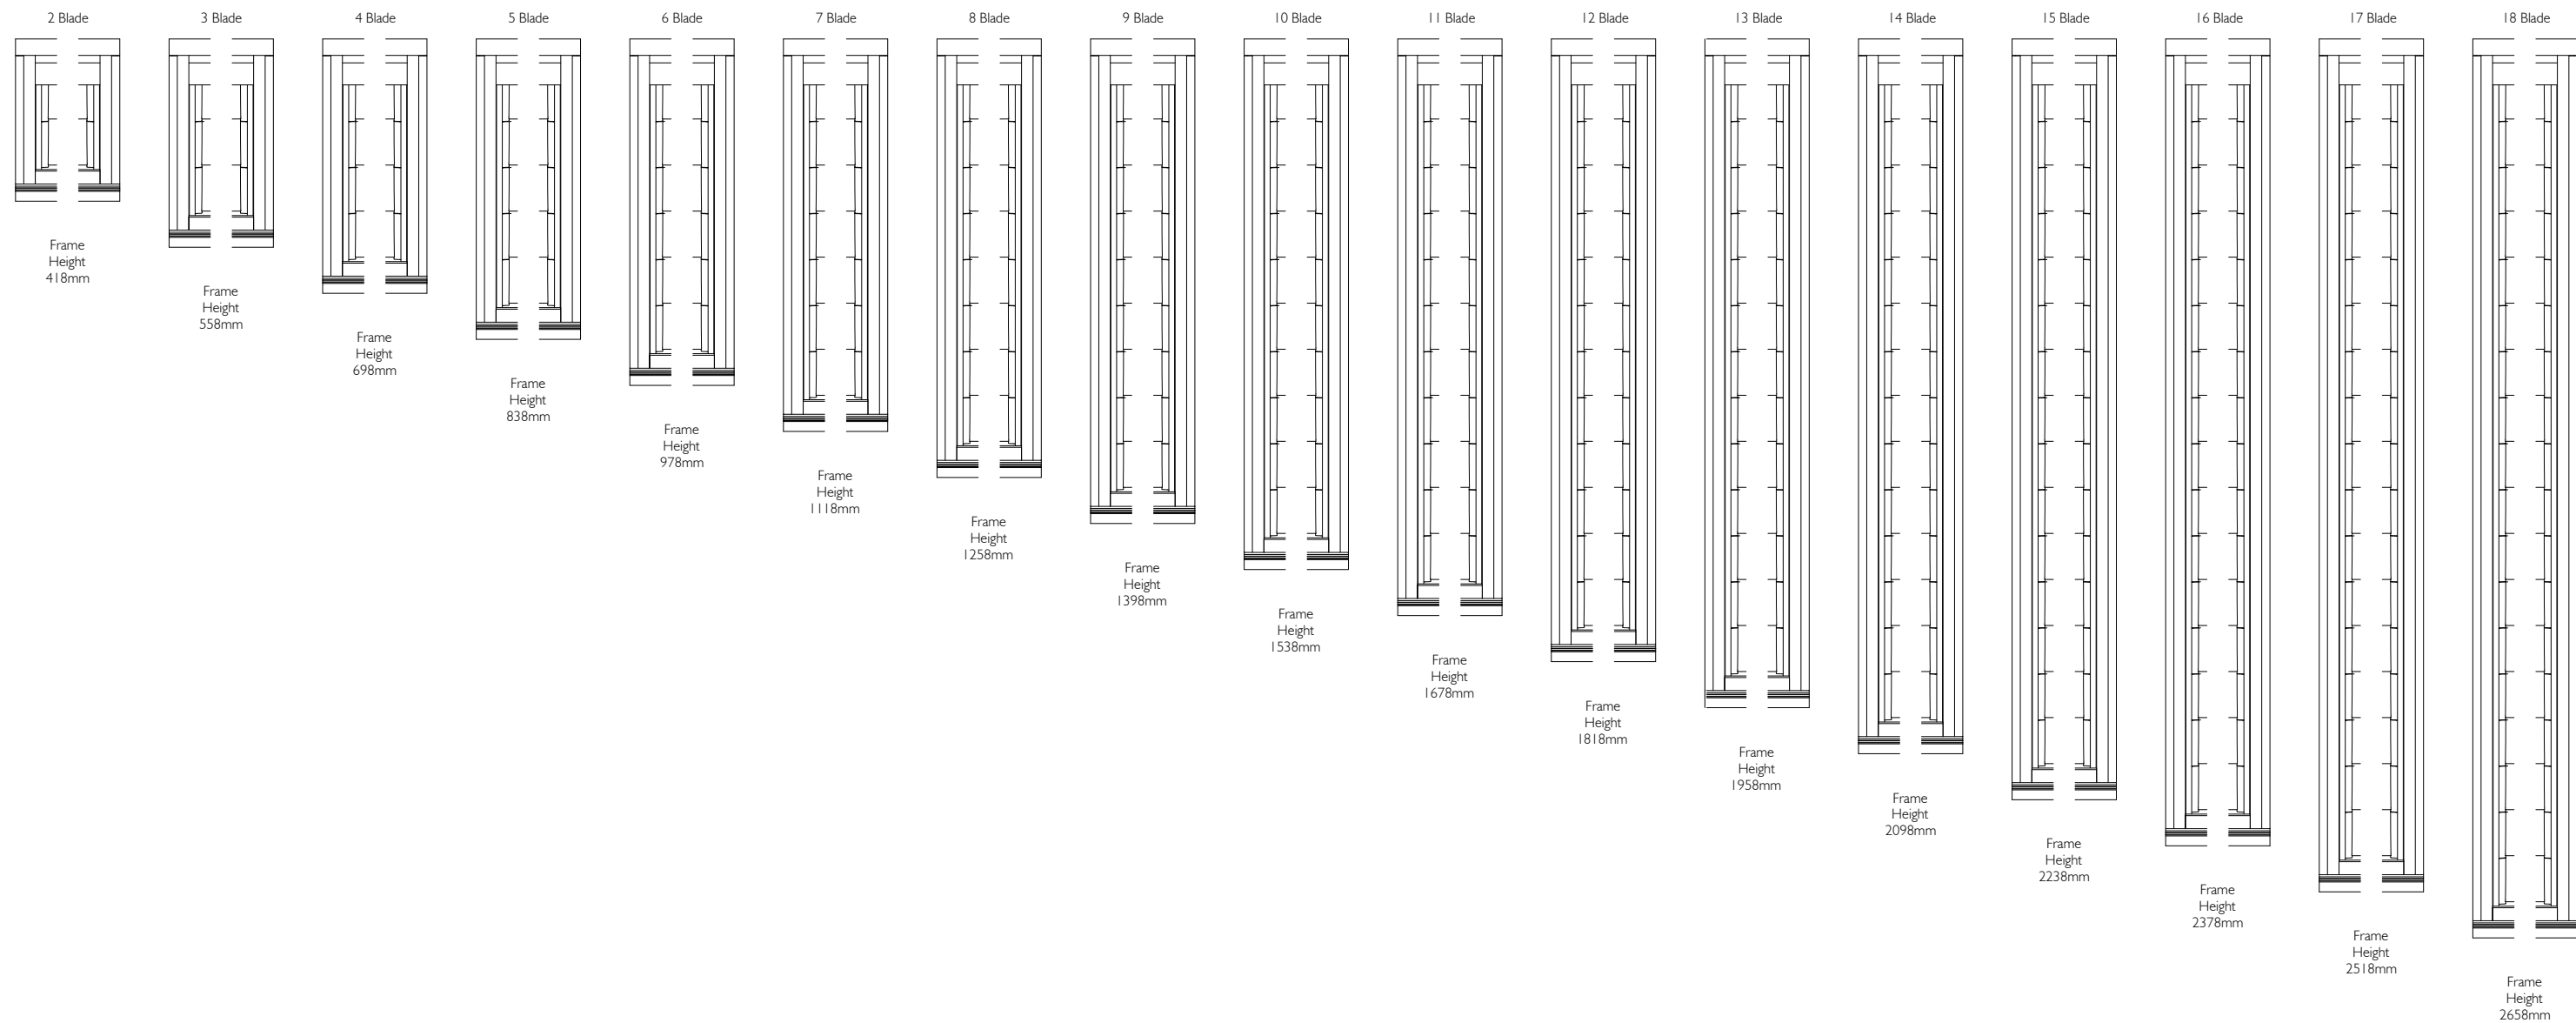 2 Blade
3 Blade
4 Blade
5 Blade
6 Blade
7 Blade
8 Blade
9 Blade
10 Blade
11 Blade
12 Blade
13 Blade
14 Blade
15 Blade
16 Blade
17 Blade
18 Blade
Frame
Height
418mm
Frame
Height
558mm
Frame
Height
698mm
Frame
Height
838mm
Frame
Height
978mm
Frame
Height
1118mm
Frame
Height
1258mm
Frame
Height
1398mm
Frame
Height
1538mm
Frame
Height
1678mm
Frame
Height
1818mm
Frame
Height
1958mm
Frame
Height
2098mm
Frame
Height
2238mm
Frame
Height
2378mm
Frame
Height
2518mm
Frame
Height
2658mm